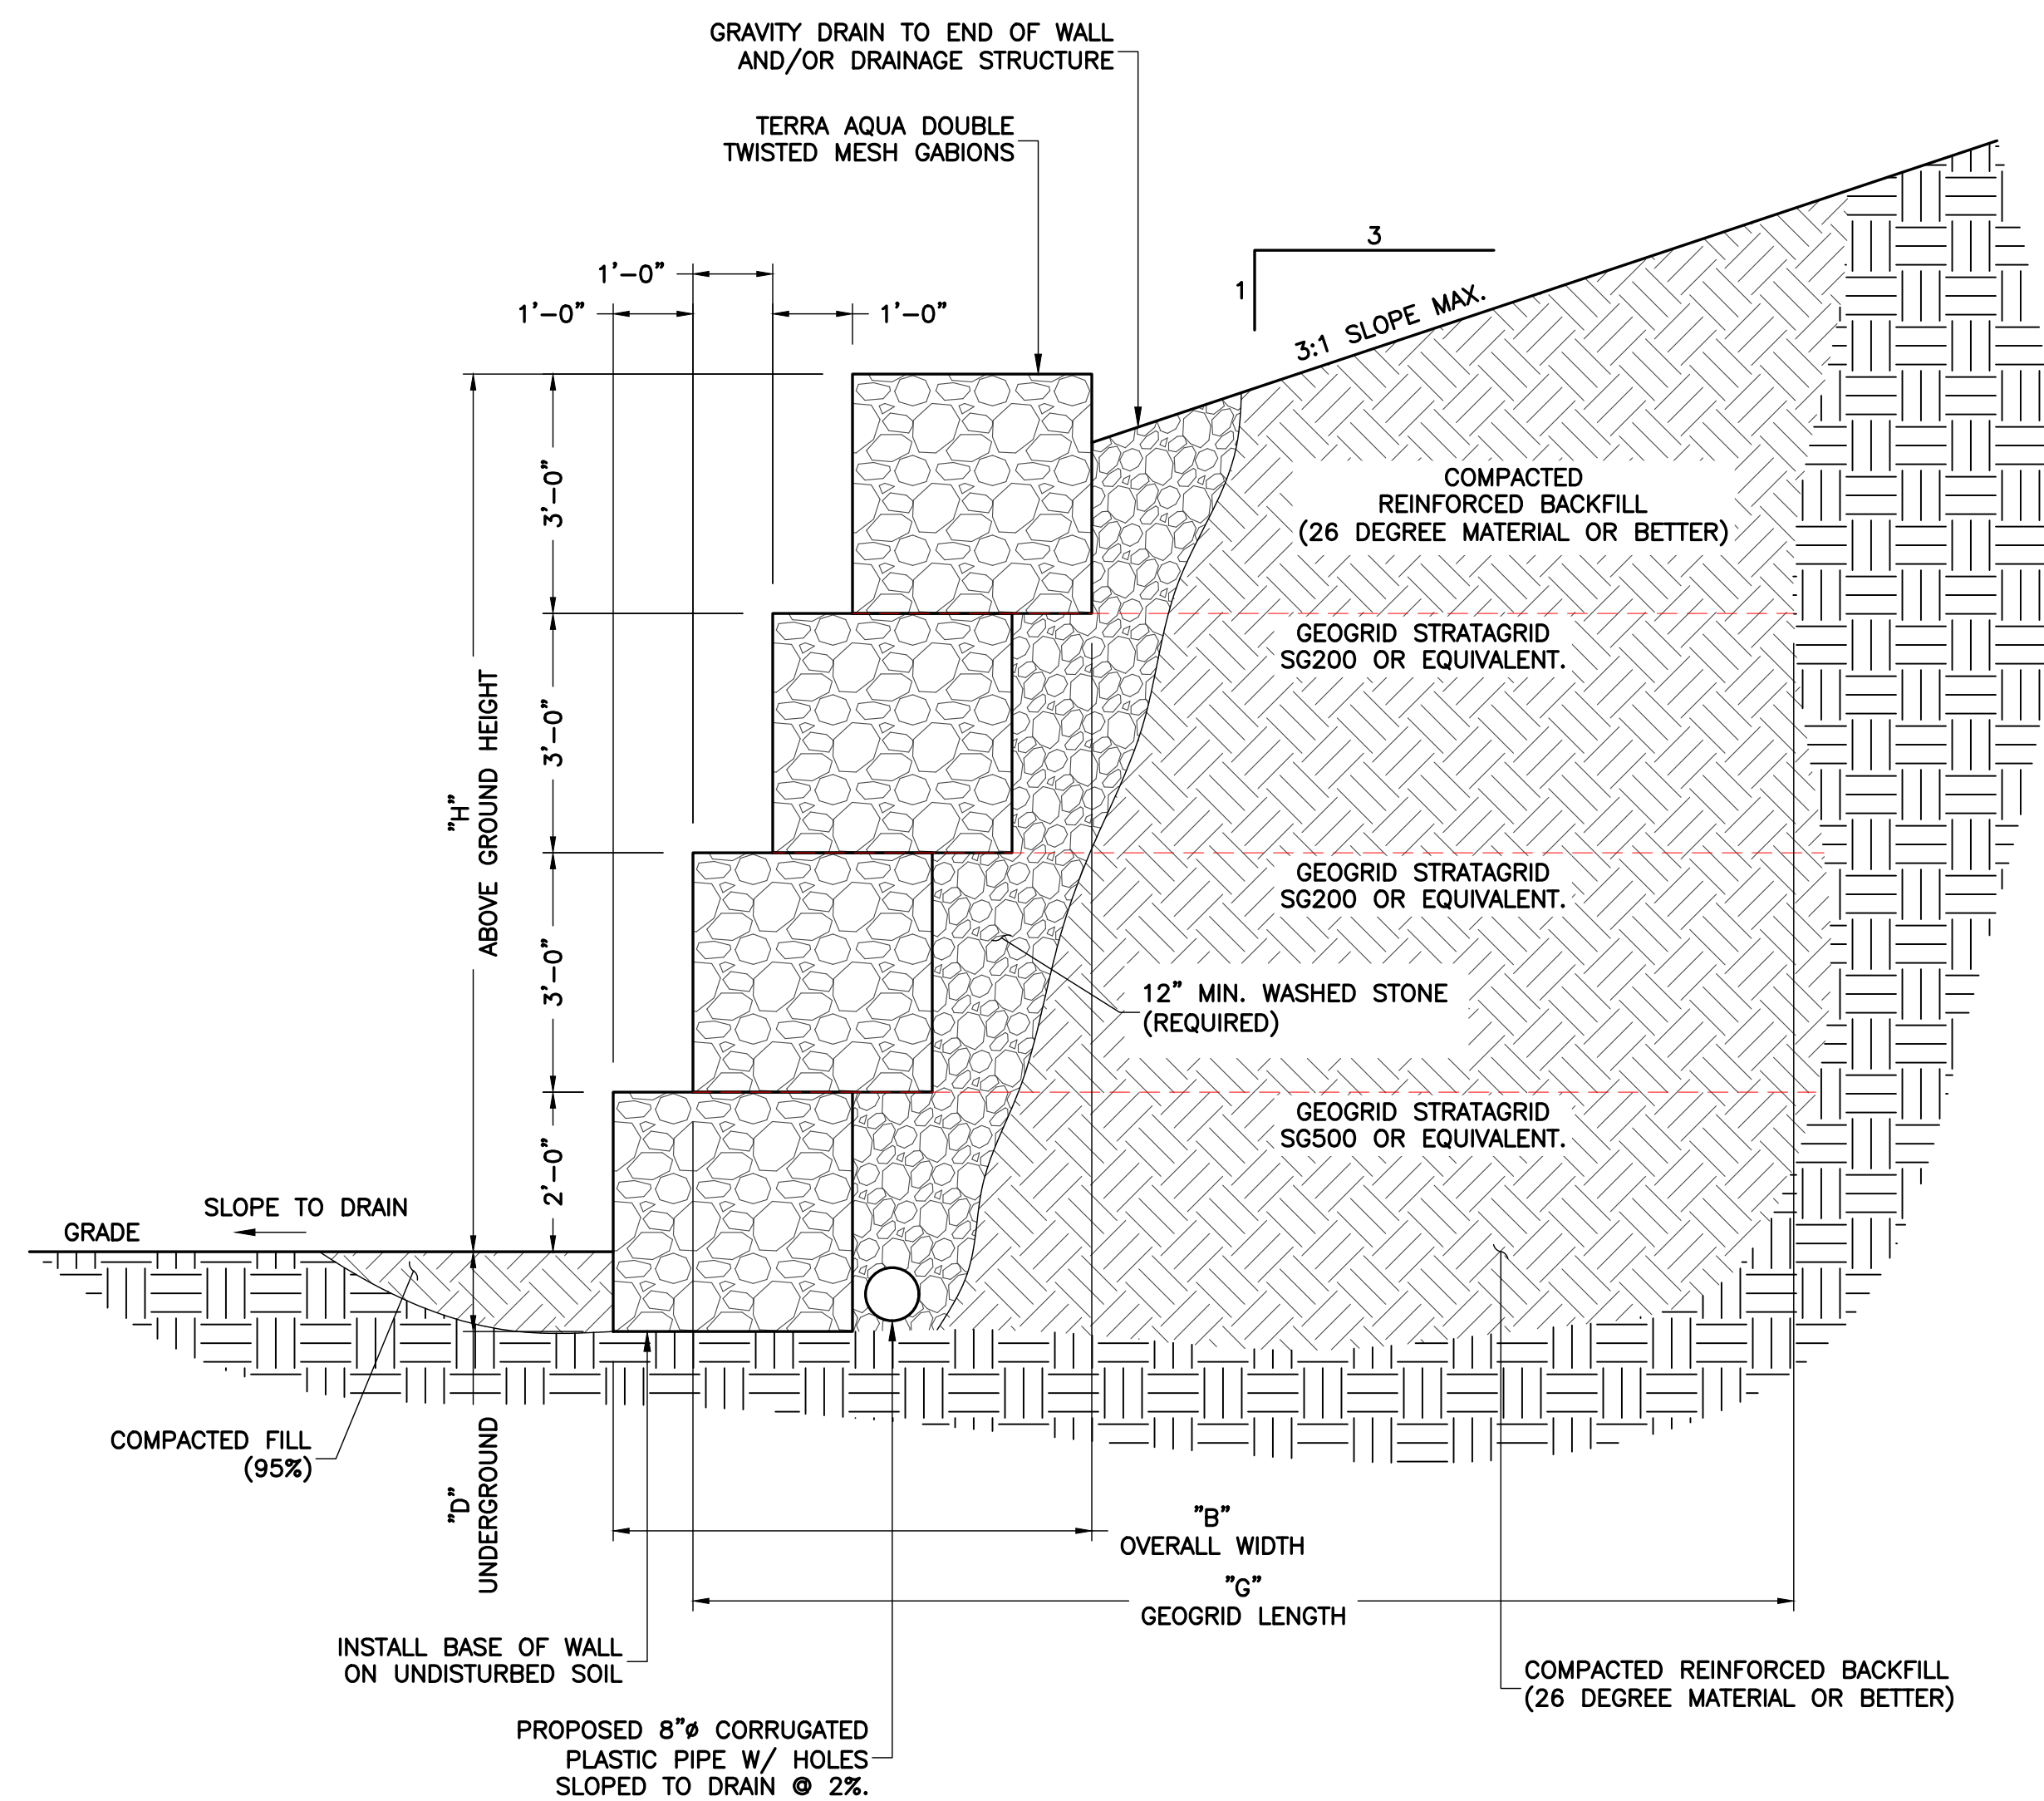 GRAVITY DRAIN TO END OF WALL
AND/OR DRAINAGE STRUCTURE
TERRA AQUA DOUBLE
TWISTED MESH GABIONS
3
1
3:1 SLOPE MAX.
1'-0"
1'-0"
1'-0"
3'-0"
3'-0"
3'-0"
2'-0"
"H"
ABOVE GROUND HEIGHT
COMPACTED
REINFORCED BACKFILL
(26 DEGREE MATERIAL OR BETTER)
GEOGRID STRATAGRID
SG200 OR EQUIVALENT.
GEOGRID STRATAGRID
SG200 OR EQUIVALENT.
12" MIN. WASHED STONE
(REQUIRED)
GEOGRID STRATAGRID
SG500 OR EQUIVALENT.
SLOPE TO DRAIN
GRADE
COMPACTED FILL
(95%)
"D"
UNDERGROUND
"B"
OVERALL WIDTH
"G"
GEOGRID LENGTH
INSTALL BASE OF WALL
ON UNDISTURBED SOIL
COMPACTED REINFORCED BACKFILL
(26 DEGREE MATERIAL OR BETTER)
PROPOSED 8"ø CORRUGATED
PLASTIC PIPE W/ HOLES
SLOPED TO DRAIN @ 2%.